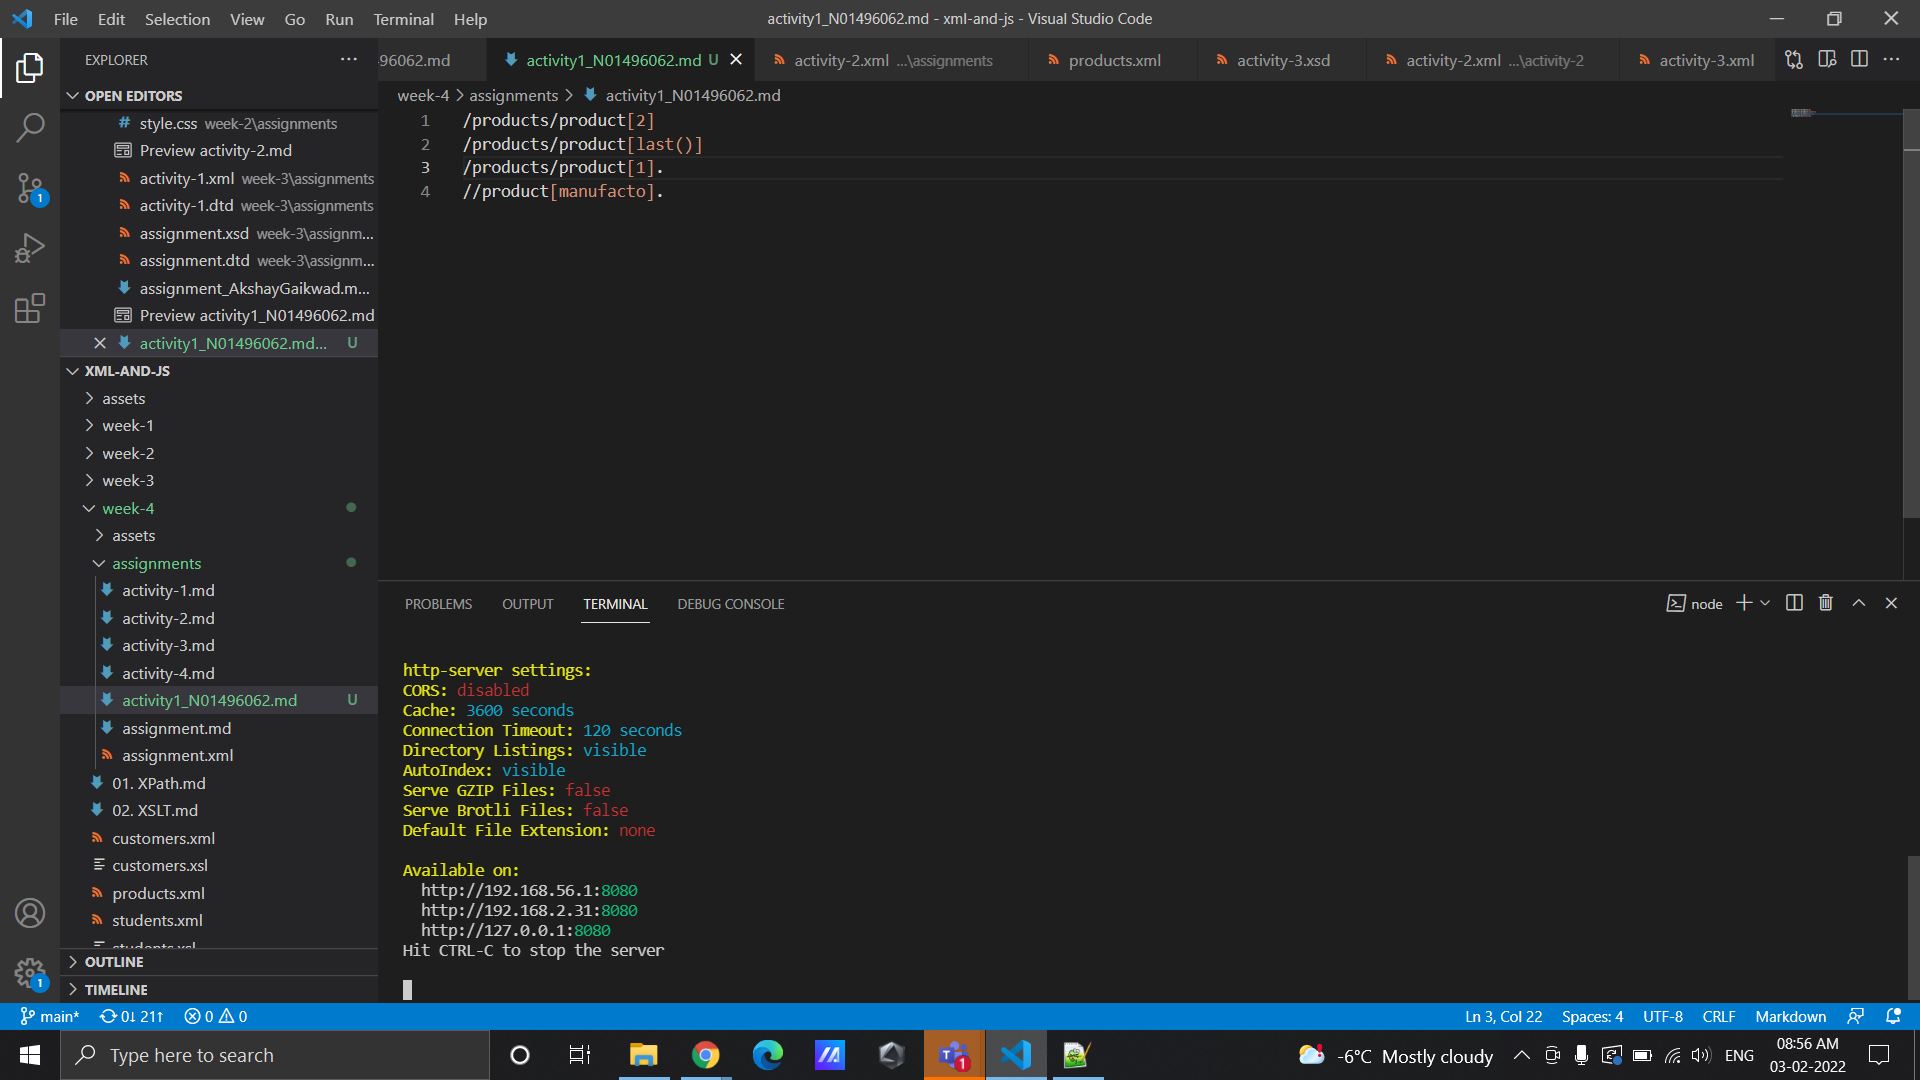 File Edit Selection View Go Run Terminal Help
activity1_N01496062.md - xml-and-js - Visual Studio Code
EXPLORER
96062.md
activity1_N01496062.md U
activity-2.xml ...\assignments
products.xml
activity-3.xsd
activity-2.xml ...\activity-2
activity-3.xml
OPEN EDITORS
style.css week-2\assignments
Preview activity-2.md
activity-1.xml week-3\assignments
activity-1.dtd week-3\assignments
assignment.xsd week-3\assignm...
assignment.dtd week-3\assignm...
assignment_AkshayGaikwad.m...
Preview activity1_N01496062.md
activity1_N01496062.md... U
XML-AND-JS
assets
week-1
week-2
week-3
week-4
assets
assignments
activity-1.md
activity-2.md
activity-3.md
activity-4.md
activity1_N01496062.md U
assignment.md
assignment.xml
01. XPath.md
02. XSLT.md
customers.xml
customers.xsl
products.xml
students.xml
students.xsl
OUTLINE
TIMELINE
week-4 > assignments > activity1_N01496062.md
1 /products/product[2]
2 /products/product[last()]
3 /products/product[1].
4 //product[manufacto].
PROBLEMS OUTPUT TERMINAL DEBUG CONSOLE
node
http-server settings:
CORS: disabled
Cache: 3600 seconds
Connection Timeout: 120 seconds
Directory Listings: visible
AutoIndex: visible
Serve GZIP Files: false
Serve Brotli Files: false
Default File Extension: none
Available on:
http://192.168.56.1:8080
http://192.168.2.31:8080
http://127.0.0.1:8080
Hit CTRL-C to stop the server
1
1
main* 0↓ 21↑ 0 0
Ln 3, Col 22 Spaces: 4 UTF-8 CRLF Markdown
Type here to search
1
-6°C Mostly cloudy
ENG
08:56 AM
03-02-2022